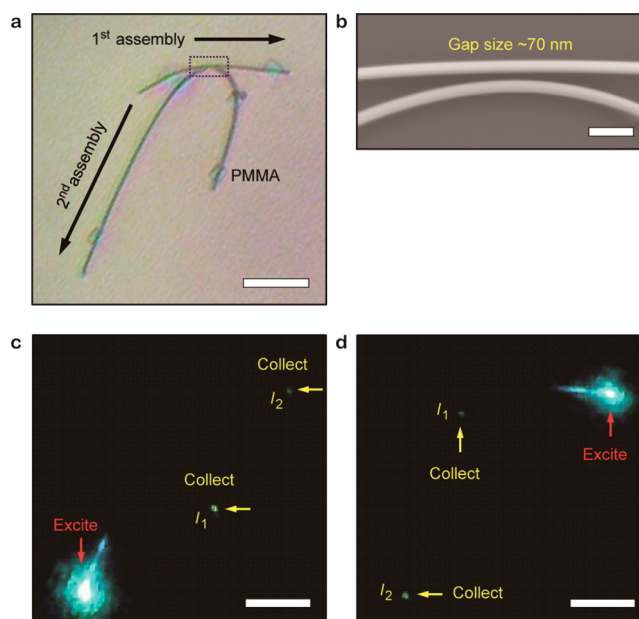 a
1st assembly
2nd assembly
PMMA
b
Gap size ~70 nm
c
Collect
I2
Collect
I1
Excite
d
I1
Collect
Excite
I2
Collect